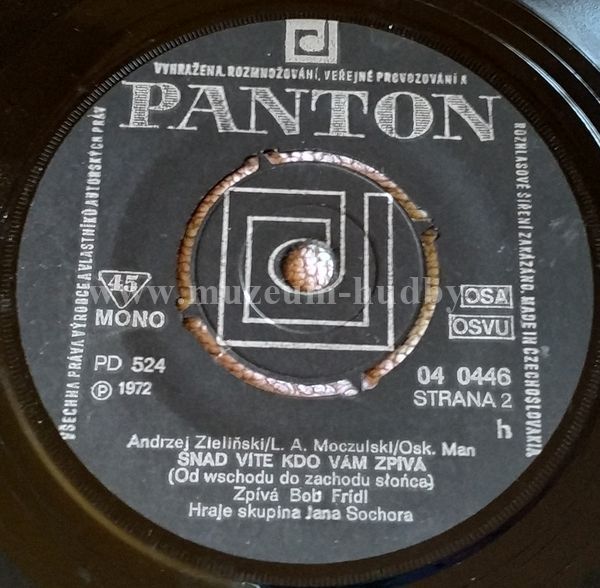 VYHRAŽENA. ROZMNOŽOVÁNÍ, VEŘEJNÉ PROVOZOVÁNÍ A
PANTON
VŠECHNA PRÁVA VÝROBCE A VLASTNÍKŮ AUTORSKÝCH PRÁV
ROZHLASOVÉ ŠÍŘENÍ ZAKÁZÁNO. MADE IN CZECHOSLOVAKIA
www.muzeum-hudby
45
MONO
OSA
OSVU
PD 524
Ⓟ 1972
04 0446
STRANA 2
h
Andrzej Zieliňski/L. A. Moczulski/Osk. Man
SNAD VÍTE KDO VÁM ZPÍVÁ
(Od wschodu do zachodu słońca)
Zpívá Bob Frídl
Hraje skupina Jana Sochora